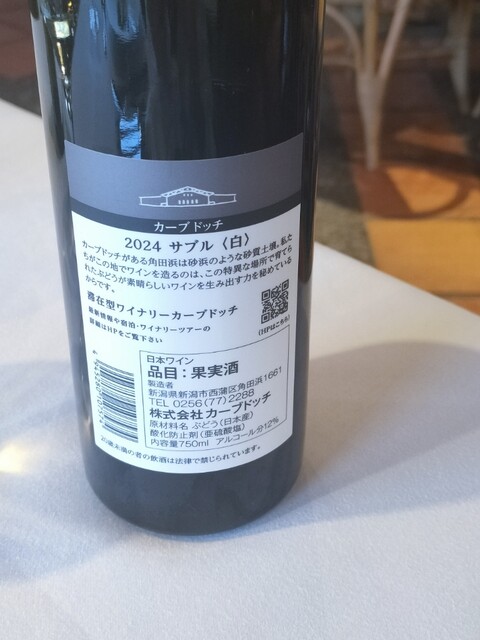 カーブドッチ
2024 サブル〈白〉
カーブドッチがある角田浜は砂浜のような砂質土壌。私た
ちがこの地でワインを造るのは、この特異な場所で育てら
れたぶどうが素晴らしいワインを生み出す力を秘めている
からです。
滞在型ワイナリーカーブドッチ
最新情報や宿泊・ワイナリーツアーの
詳細はHPをご覧下さい
(HPはこちら)
日本ワイン
品目：果実酒
製造者
新潟県新潟市西蒲区角田浜1661
TEL 0256(77)2288
株式会社カーブドッチ
原材料名 ぶどう(日本産)
酸化防止剤(亜硫酸塩)
内容量750ml アルコール分12%
20歳未満の者の飲酒は法律で禁じられています。